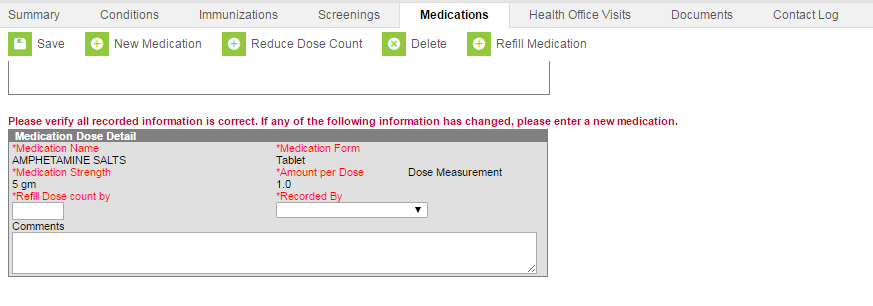 Summary Conditions Immunizations Screenings Medications Health Office Visits Documents Contact Log
Save New Medication Reduce Dose Count Delete Refill Medication
Please verify all recorded information is correct. If any of the following information has changed, please enter a new medication.
Medication Dose Detail
*Medication Name *Medication Form
AMPHETAMINE SALTS Tablet
*Medication Strength *Amount per Dose Dose Measurement
5 gm 1.0
*Refill Dose count by *Recorded By
Comments